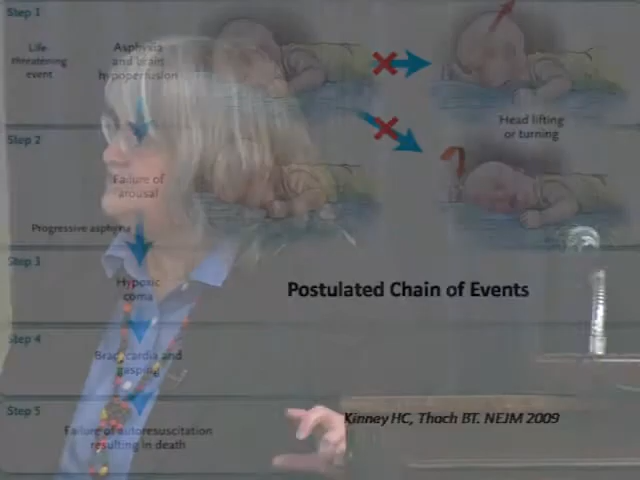 Step 1
Life-
threatening
event
Asphyxia
and brain
hypoperfusion
Head lifting
or turning
Step 2
Failure of
arousal
Progressive asphyxia
Step 3
Hypoxic
coma
Postulated Chain of Events
Step 4
Bradycardia and
gasping
Step 5
Failure of autoresuscitation
resulting in death
Kinney HC, Thach BT. NEJM 2009